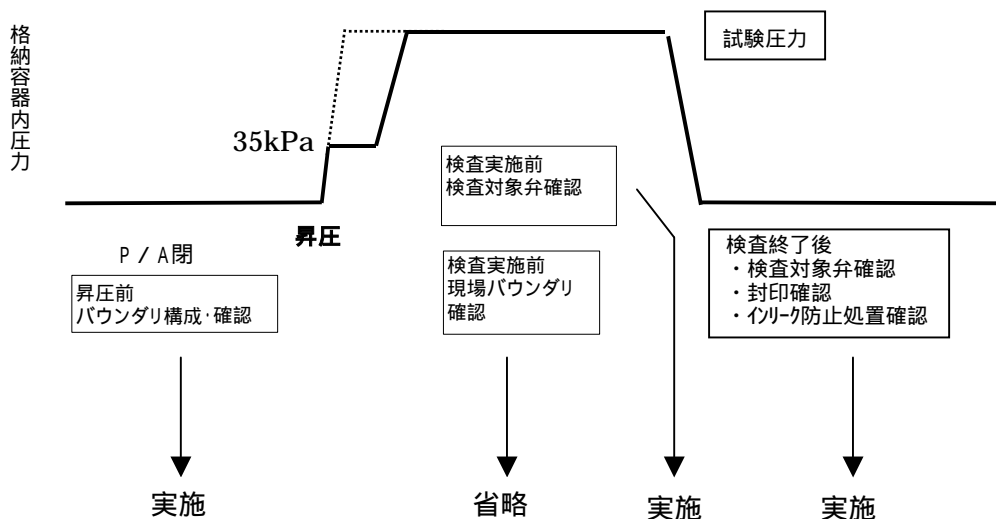 格納容器内圧力
試験圧力
35kPa
検査実施前
検査対象弁確認
昇圧
P / A閉
昇圧前
バウンダリ構成・確認
検査実施前
現場バウンダリ
確認
検査終了後
・検査対象弁確認
・封印確認
・インリーク防止処置確認
実施
省略
実施
実施